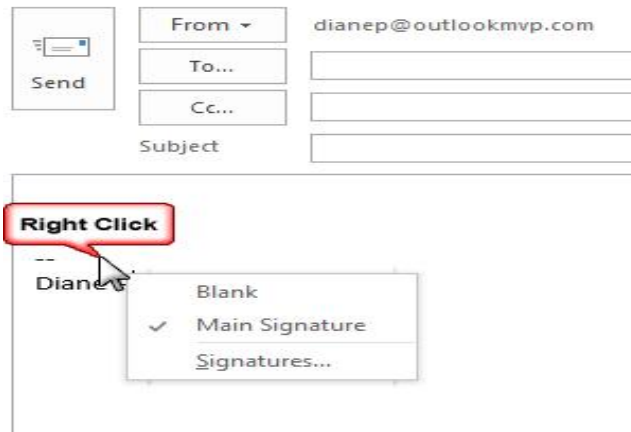 From
dianep@outlookmvp.com
Send
To...
Cc...
Subject
Right Click
--
Diane
Blank
Main Signature
Signatures...